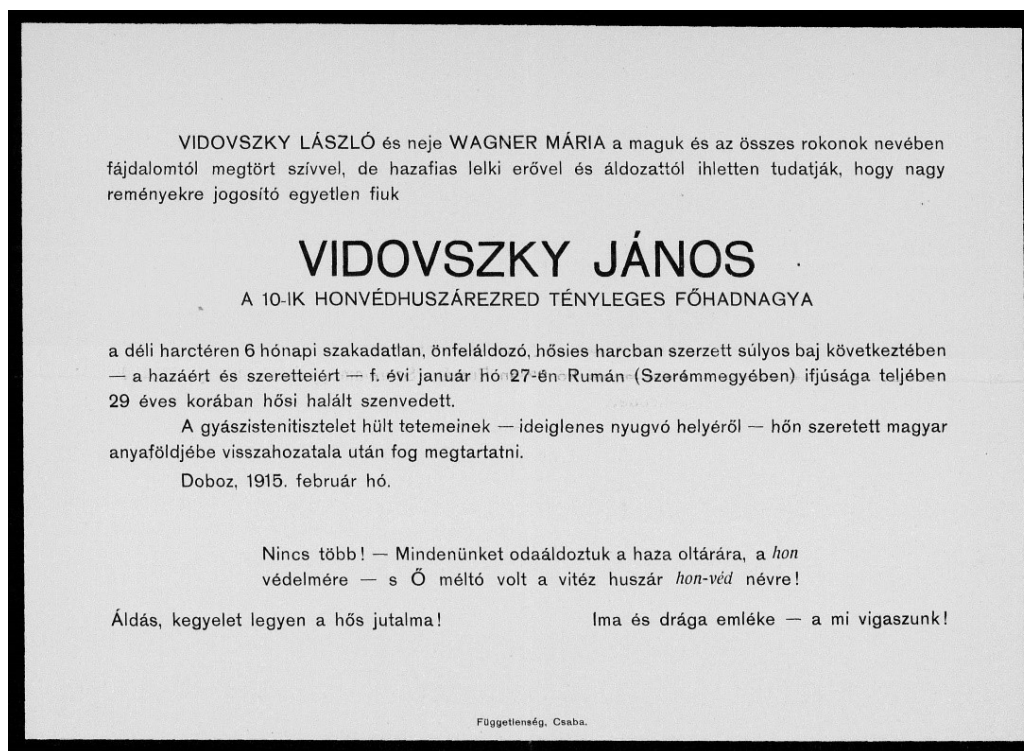 VIDOVSZKY LÁSZLÓ és neje WAGNER MÁRIA a maguk és az összes rokonok nevében
fájdalomtól megtört szívvel, de hazafias lelki erővel és áldozattól ihletten tudatják, hogy nagy
reményekre jogosító egyetlen fiuk
VIDOVSZKY JÁNOS
A 10-IK HONVÉDHUSZÁREZRED TÉNYLEGES FŐHADNAGYA
a déli harctéren 6 hónapi szakadatlan, önfeláldozó, hősies harcban szerzett súlyos baj következtében
— a hazáért és szeretteiért — f. évi január hó 27-én Rumán (Szerémmegyében) ifjúsága teljében
29 éves korában hősi halált szenvedett.
A gyászistenitisztelet hült tetemeinek — ideiglenes nyugvó helyéről — hőn szeretett magyar
anyaföldjébe visszahozatala után fog megtartatni.
Doboz, 1915. február hó.
Nincs több! — Mindenünket odaáldoztuk a haza oltárára, a hon
védelmére — s Ő méltó volt a vitéz huszár hon-véd névre!
Áldás, kegyelet legyen a hős jutalma! Ima és drága emléke — a mi vigaszunk!
Függetlenség, Csaba.